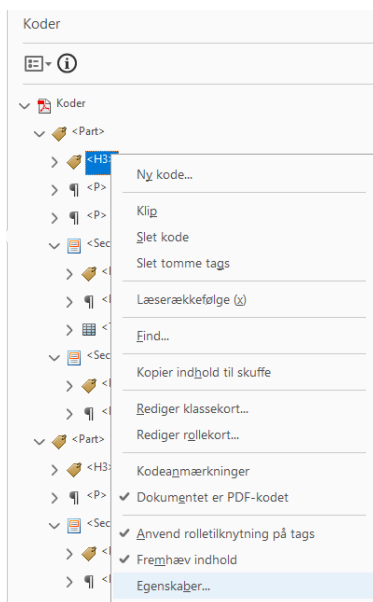 Koder
Koder
<Part>
<H3>
Ny kode...
<P>
Klip
<P>
Slet kode
<Sec
Slet tomme tags
<
Læserækkefølge (x)
<
Find...
<
<Sec
Kopier indhold til skuffe
<
Rediger klassekort...
<
Rediger rollekort...
<Part>
<H3>
Kodeanmærkninger
<P>
✓ Dokumentet er PDF-kodet
<Sec
✓ Anvend rolletilknytning på tags
<
✓ Fremhæv indhold
<
Egenskaber...